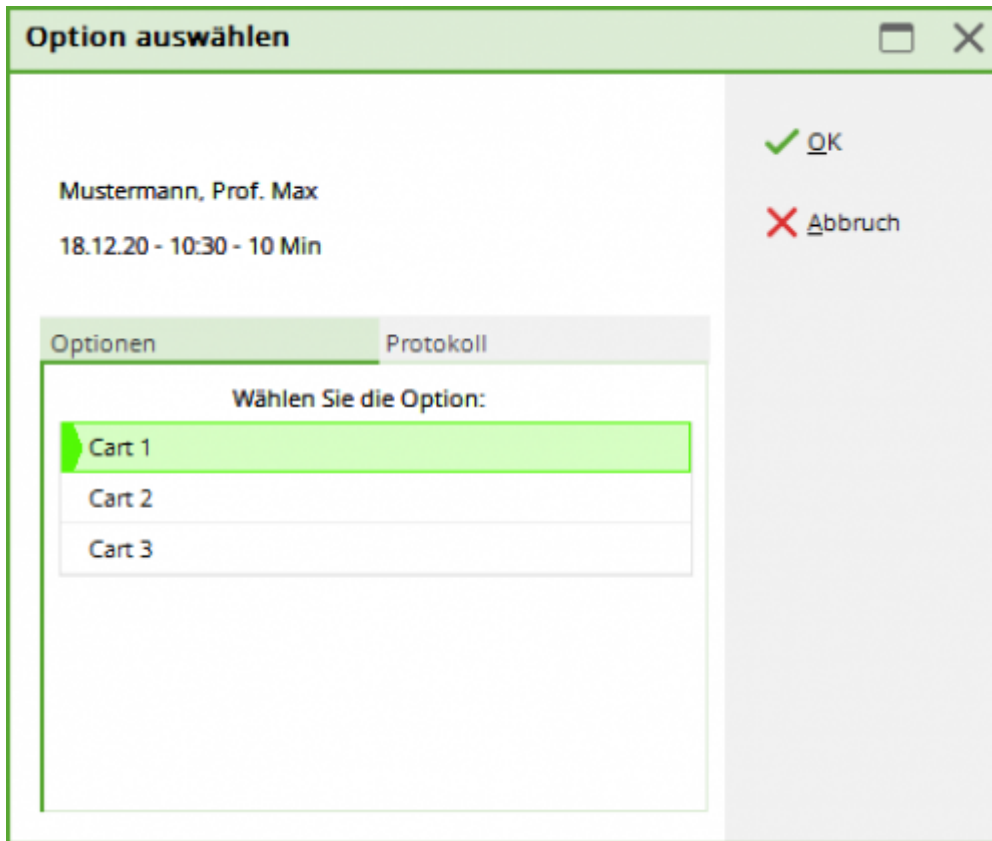 Option auswählen
OK
Mustermann, Prof. Max
Abbruch
18.12.20 - 10:30 - 10 Min
Optionen Protokoll
Wählen Sie die Option:
Cart 1
Cart 2
Cart 3